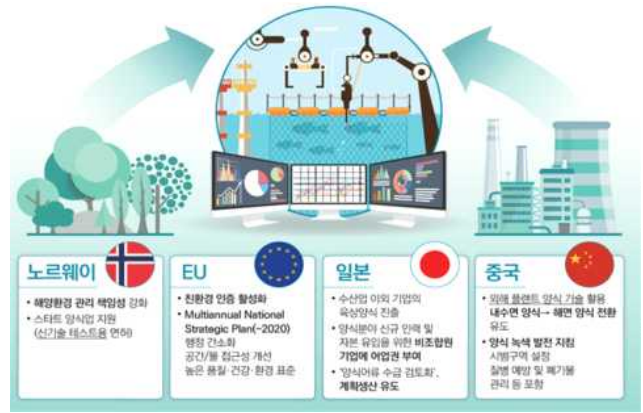 노르웨이
• 해양환경 관리 책임성 강화
• 스타트 양식업 지원
(신기술 테스트용 면허)
EU
• 친환경 인증 활성화
• Multiannual National
Strategic Plan(~2020)
행정 간소화
공간/물 접근성 개선
높은 품질·건강·환경 표준
일본
• 수산업 이외 기업의
육상양식 진출
• 양식분야 신규 인력 및
자본 유입을 위한 비조합원
기업에 어업권 부여
• '양식어류 수급 검토화',
계획생산 유도
중국
• 외해 플랜트 양식 기술 활용
내수면 양식→ 해면 양식 전환
유도
• 양식 녹색 발전 지침
시범구역 설정
질병 예방 및 폐기물
관리 등 포함